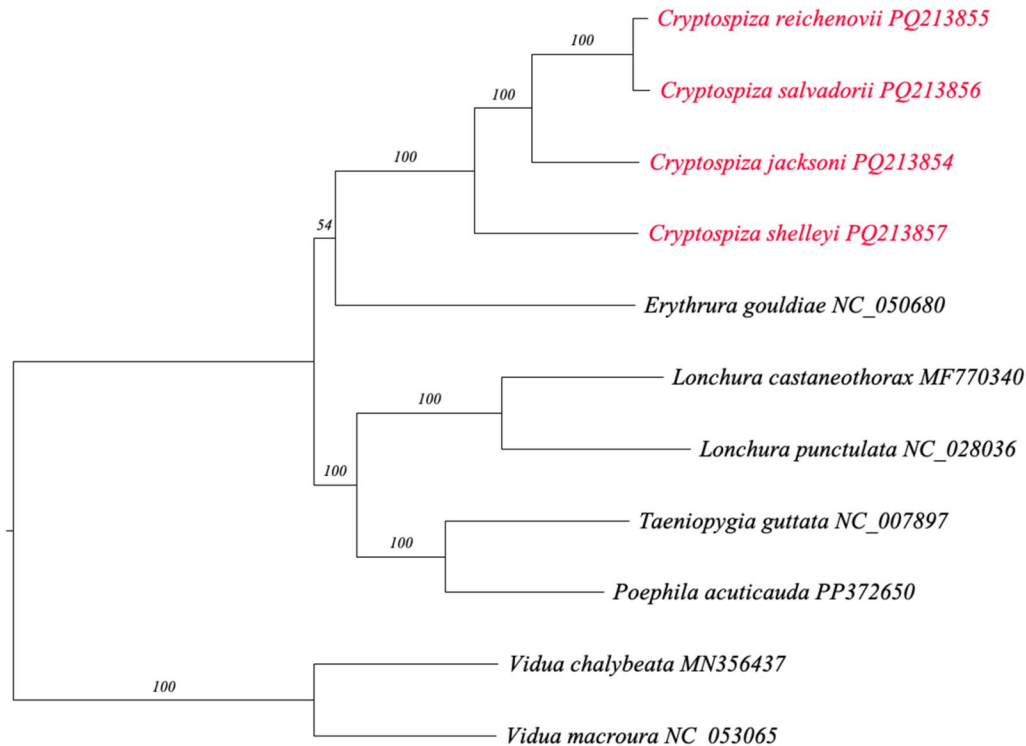 100
Cryptospiza reichenovii PQ213855
Cryptospiza salvadorii PQ213856
100
Cryptospiza jacksoni PQ213854
100
Cryptospiza shelleyi PQ213857
54
Erythrura gouldiae NC_050680
Lonchura castaneothorax MF770340
100
Lonchura punctulata NC_028036
100
Taeniopygia guttata NC_007897
100
Poephila acuticauda PP372650
Vidua chalybeata MN356437
100
Vidua macroura NC_053065